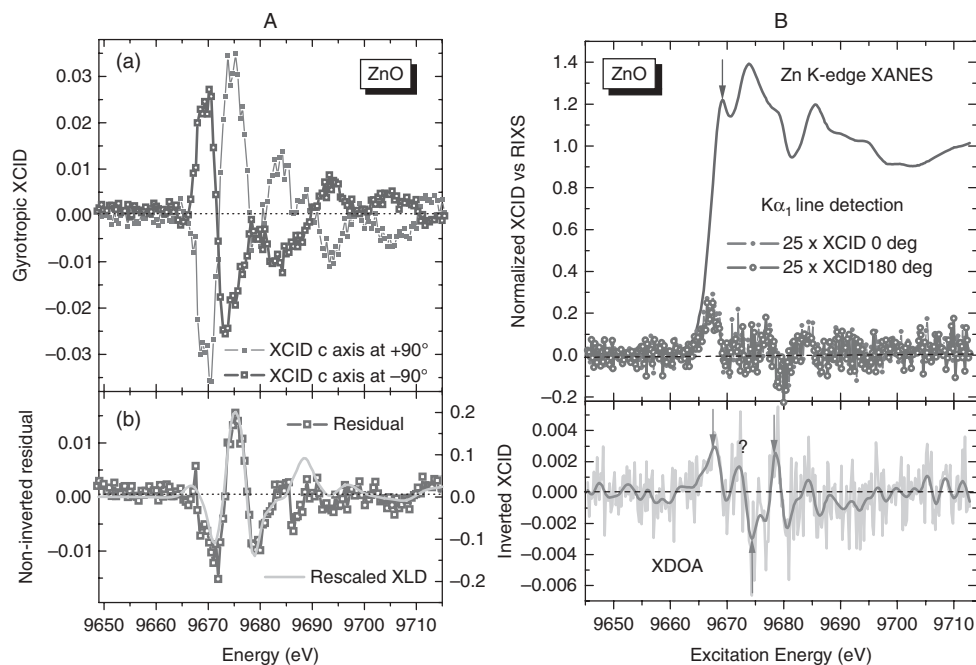 A
(a)
ZnO
0.03
0.02
0.01
0.00
−0.01
−0.02
−0.03
Gyrotropic XCID
XCID c axis at +90°
XCID c axis at −90°
(b)
Residual
0.01
0.00
−0.01
Non-inverted residual
0.2
0.1
0.0
−0.1
−0.2
Rescaled XLD
9650 9660 9670 9680 9690 9700 9710
Energy (eV)
B
ZnO
Zn K-edge XANES
1.4
1.2
1.0
0.8
0.6
0.4
0.2
0.0
−0.2
Normalized XCID vs RIXS
Kα1 line detection
25 x XCID 0 deg
25 x XCID180 deg
0.004
0.002
0.000
−0.002
−0.004
−0.006
Inverted XCID
?
XDOA
9650 9660 9670 9680 9690 9700 9710
Excitation Energy (eV)